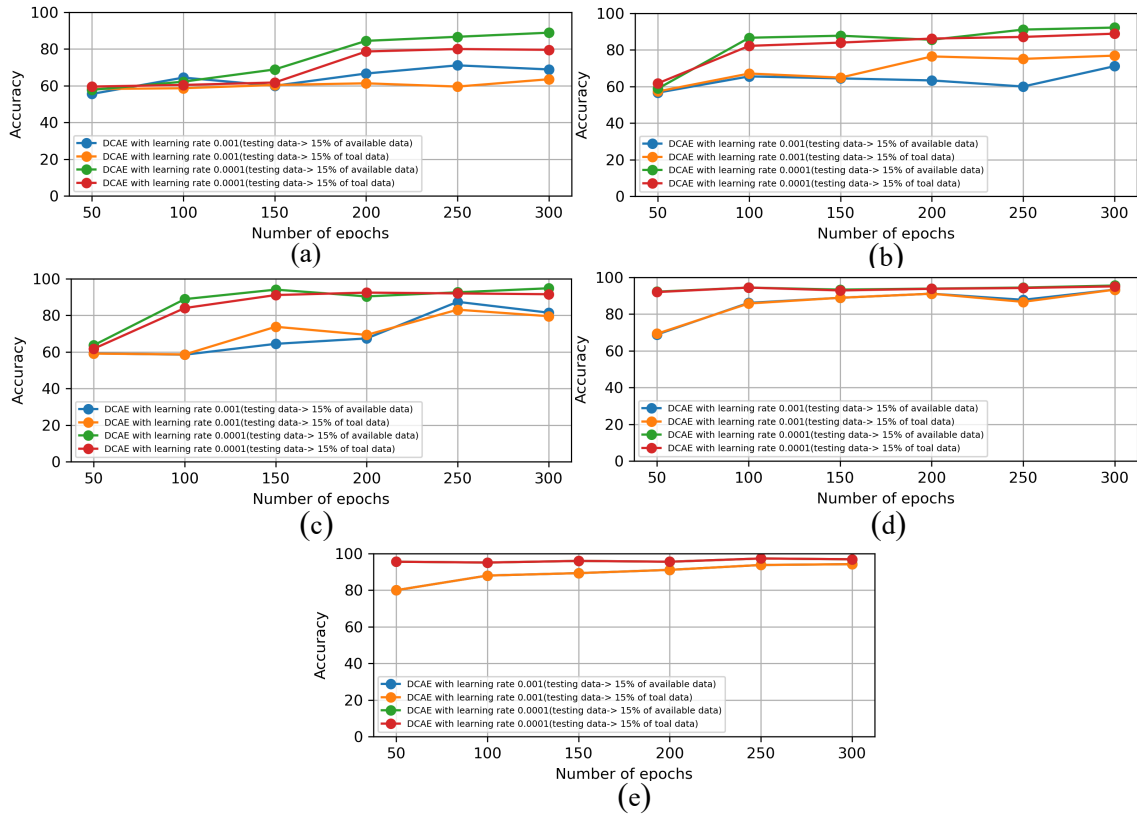 100
80
60
40
20
0
Accuracy
DCAE with learning rate 0.001(testing data-> 15% of available data)
DCAE with learning rate 0.001(testing data-> 15% of toal data)
DCAE with learning rate 0.0001(testing data-> 15% of available data)
DCAE with learning rate 0.0001(testing data-> 15% of toal data)
50 100 150 200 250 300
Number of epochs
(a)
100
80
60
40
20
0
Accuracy
DCAE with learning rate 0.001(testing data-> 15% of available data)
DCAE with learning rate 0.001(testing data-> 15% of toal data)
DCAE with learning rate 0.0001(testing data-> 15% of available data)
DCAE with learning rate 0.0001(testing data-> 15% of toal data)
50 100 150 200 250 300
Number of epochs
(b)
100
80
60
40
20
0
Accuracy
DCAE with learning rate 0.001(testing data-> 15% of available data)
DCAE with learning rate 0.001(testing data-> 15% of toal data)
DCAE with learning rate 0.0001(testing data-> 15% of available data)
DCAE with learning rate 0.0001(testing data-> 15% of toal data)
50 100 150 200 250 300
Number of epochs
(c)
100
80
60
40
20
0
Accuracy
DCAE with learning rate 0.001(testing data-> 15% of available data)
DCAE with learning rate 0.001(testing data-> 15% of toal data)
DCAE with learning rate 0.0001(testing data-> 15% of available data)
DCAE with learning rate 0.0001(testing data-> 15% of toal data)
50 100 150 200 250 300
Number of epochs
(d)
100
80
60
40
20
0
Accuracy
DCAE with learning rate 0.001(testing data-> 15% of available data)
DCAE with learning rate 0.001(testing data-> 15% of toal data)
DCAE with learning rate 0.0001(testing data-> 15% of available data)
DCAE with learning rate 0.0001(testing data-> 15% of toal data)
50 100 150 200 250 300
Number of epochs
(e)